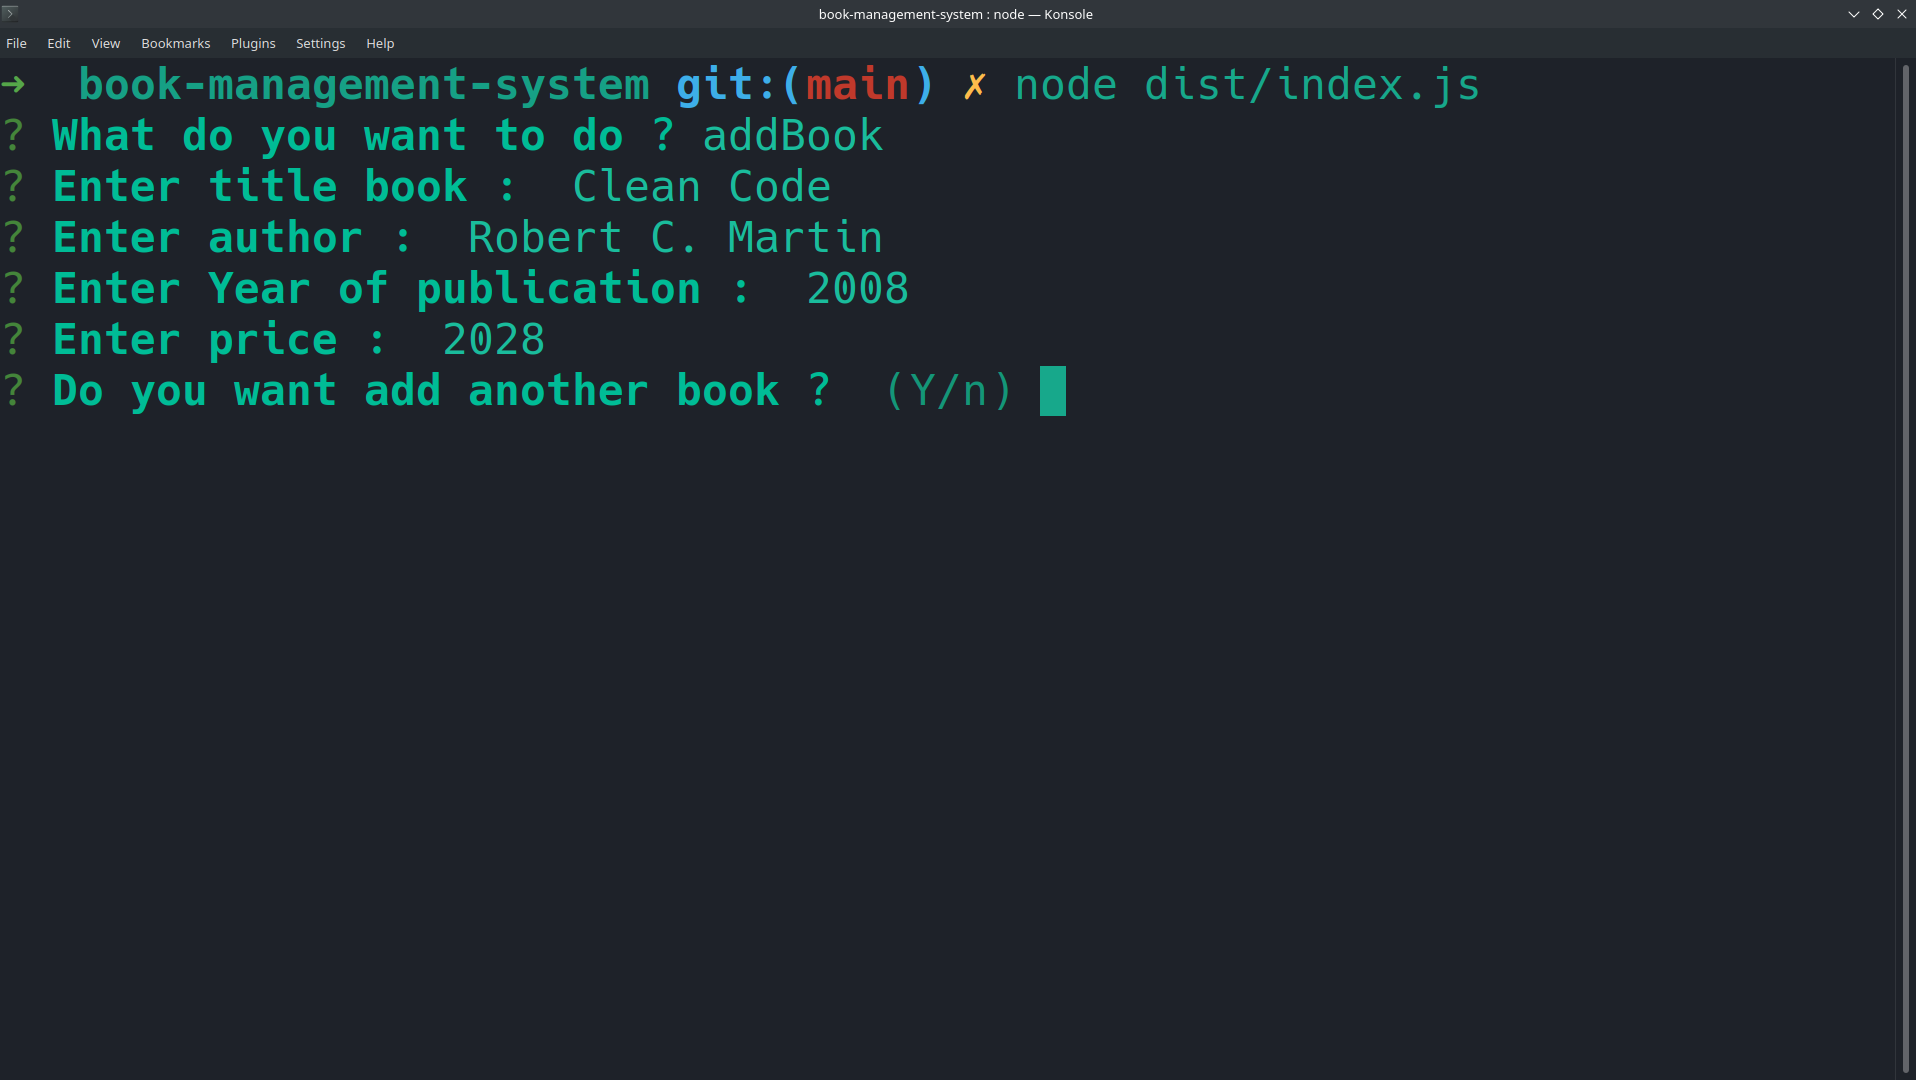 book-management-system : node — Konsole
File Edit View Bookmarks Plugins Settings Help
➜  book-management-system git:(main) ✗ node dist/index.js
? What do you want to do ? addBook
? Enter title book :  Clean Code
? Enter author :  Robert C. Martin
? Enter Year of publication :  2008
? Enter price :  2028
? Do you want add another book ?  (Y/n)